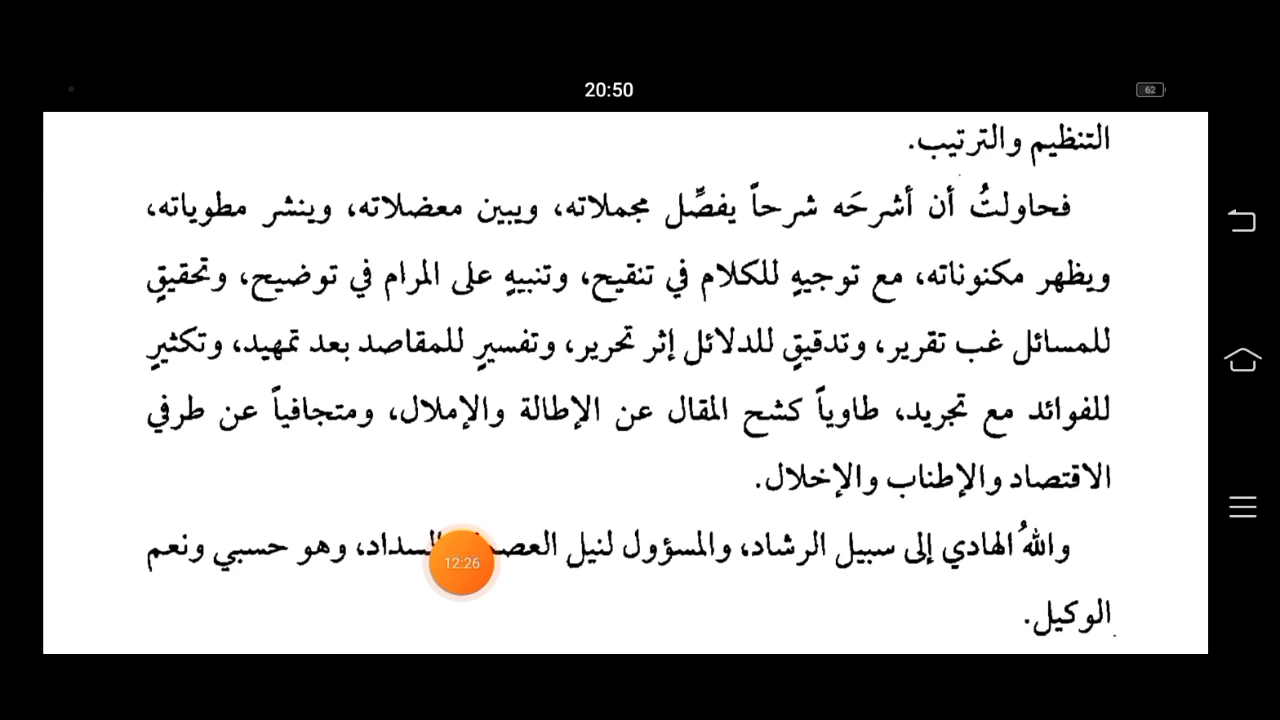 20:50
62
التنظيم والترتيب.
فحاولتُ أن أشرحَه شرحاً يفصِّل مجملاته، ويبين معضلاته، وينشر مطوياته،
ويظهر مكنوناته، مع توجيهٍ للكلام في تنقيح، وتنبيهٍ على المرام في توضيح، وتحقيقٍ
للمسائل غب تقرير، وتدقيقٍ للدلائل إثر تحرير، وتفسيرٍ للمقاصد بعد تمهيد، وتكثيرٍ
للفوائد مع تجريد، طاوياً كشح المقال عن الإطالة والإملال، ومتجافياً عن طرفي
الاقتصاد والإطناب والإخلال.
واللهُ الهادي إلى سبيل الرشاد، والمسؤول لنيل السداد، وهو حسبي ونعم
12:26
الوكيل.